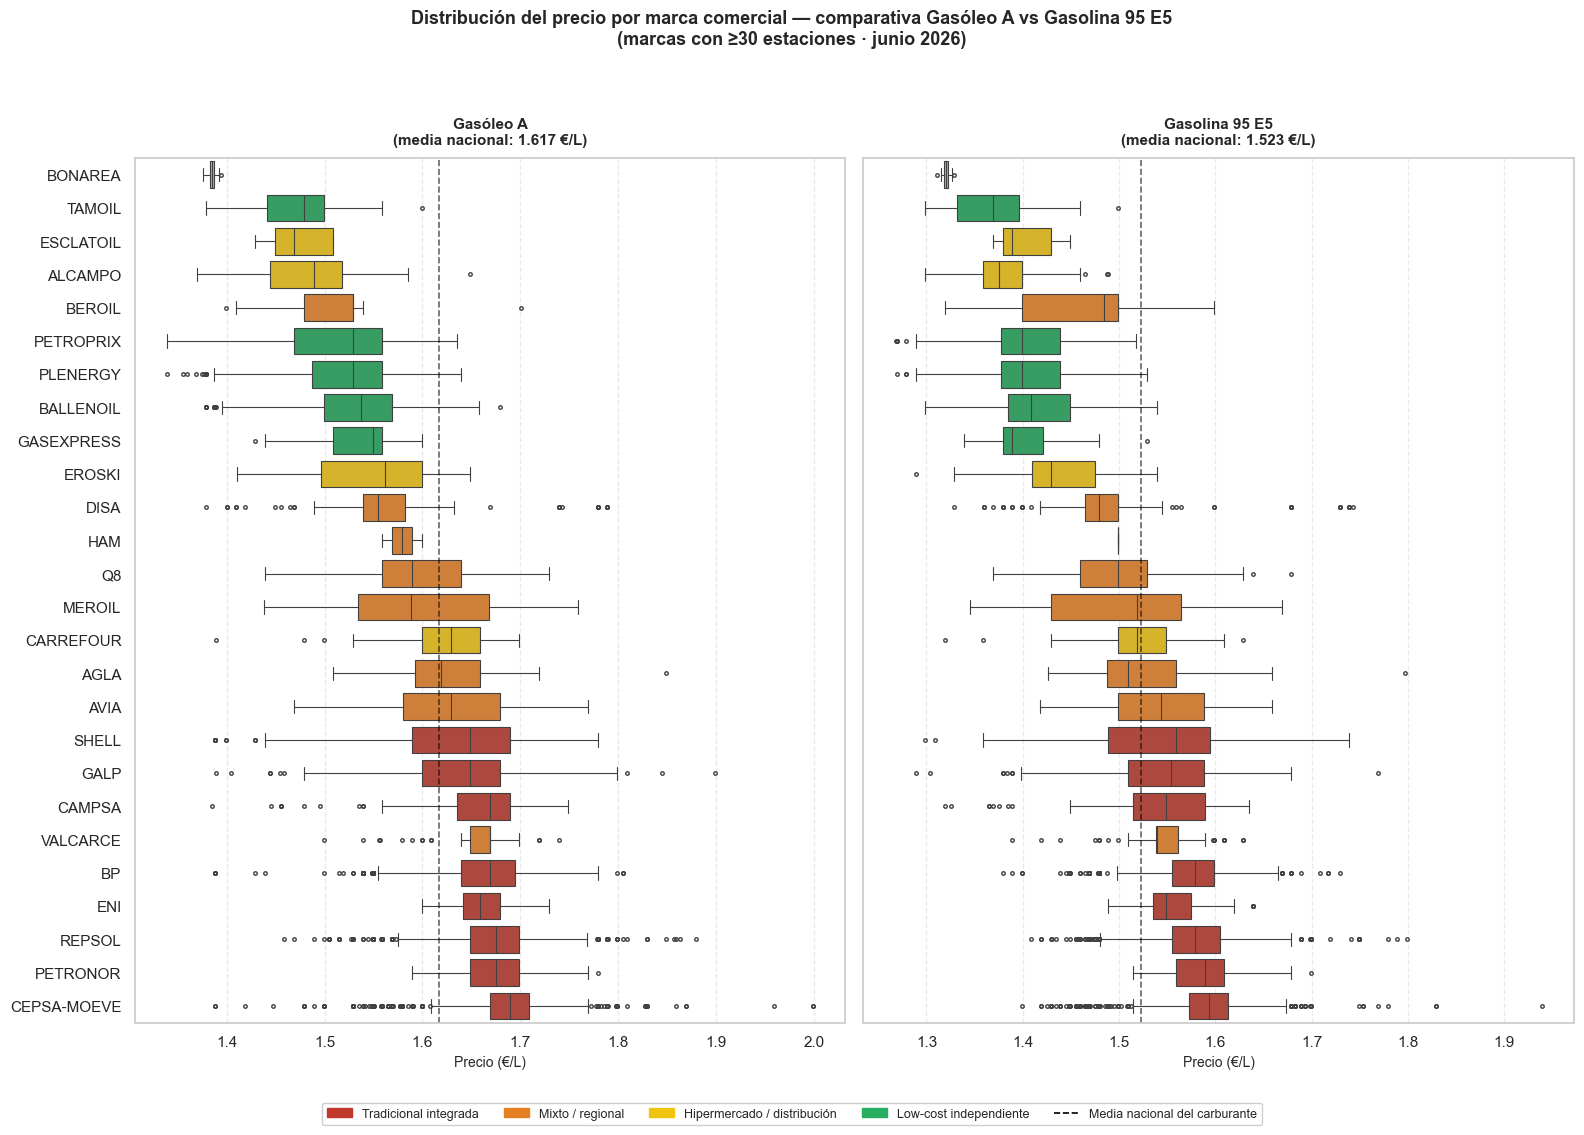 Distribución del precio por marca comercial — comparativa Gasóleo A vs Gasolina 95 E5
(marcas con ≥30 estaciones · junio 2026)
Gasóleo A
(media nacional: 1.617 €/L)
Gasolina 95 E5
(media nacional: 1.523 €/L)
BONAREA
TAMOIL
ESCLATOIL
ALCAMPO
BEROIL
PETROPRIX
PLENERGY
BALLENOIL
GASEXPRESS
EROSKI
DISA
HAM
Q8
MEROIL
CARREFOUR
AGLA
AVIA
SHELL
GALP
CAMPSA
VALCARCE
BP
ENI
REPSOL
PETRONOR
CEPSA-MOEVE
1.4 1.5 1.6 1.7 1.8 1.9 2.0
Precio (€/L)
1.3 1.4 1.5 1.6 1.7 1.8 1.9
Precio (€/L)
Tradicional integrada Mixto / regional Hipermercado / distribución Low-cost independiente Media nacional del carburante